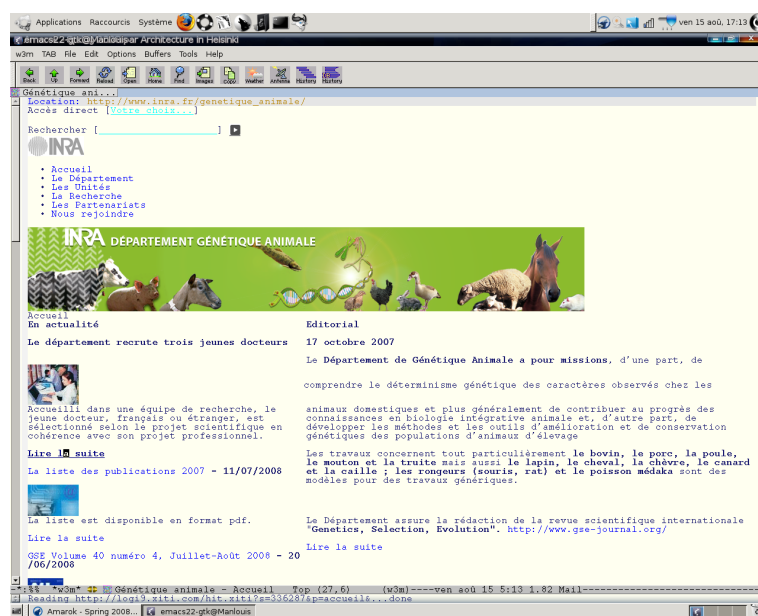 Applications Raccourcis Système
ven 15 aoû, 17:13
w3m TAB File Edit Options Buffers Tools Help
Back Up Forward Reload Open Home Find Images Copy Weather Antenna History History
Génétique ani...
Location: http://www.inra.fr/genetique_animale/
Accès direct [Votre choix...]
Rechercher [ ]
INRA
• Accueil
• Le Département
• Les Unités
• La Recherche
• Les Partenariats
• Nous rejoindre
INRA DÉPARTEMENT GÉNÉTIQUE ANIMALE
Accueil
En actualité
Le département recrute trois jeunes docteurs
Accueilli dans une équipe de recherche, le
jeune docteur, français ou étranger, est
sélectionné selon le projet scientifique en
cohérence avec son projet professionnel.
Lire la suite
La liste des publications 2007 - 11/07/2008
La liste est disponible en format pdf.
Lire la suite
GSE Volume 40 numéro 4, Juillet-Août 2008 - 20
/06/2008
Editorial
17 octobre 2007
Le Département de Génétique Animale a pour missions, d'une part, de
comprendre le déterminisme génétique des caractères observés chez les
animaux domestiques et plus généralement de contribuer au progrès des
connaissances en biologie intégrative animale et, d'autre part, de
développer les méthodes et les outils d'amélioration et de conservation
génétiques des populations d'animaux d'élevage
Les travaux concernent tout particulièrement le bovin, le porc, la poule,
le mouton et la truite mais aussi le lapin, le cheval, la chèvre, le canard
et la caille ; les rongeurs (souris, rat) et le poisson médaka sont des
modèles pour des travaux génériques.
Le Département assure la rédaction de la revue scientifique internationale
"Genetics, Selection, Evolution". http://www.gse-journal.org/
Lire la suite
-*:%% *w3m* Génétique animale - Accueil Top (27,6) (w3m)----ven aoû 15 5:13 1.82 Mail
Reading http://logi9.xiti.com/hit.xiti?s=336287&p=accueil&...done
Amarok - Spring 2008... emacs22-gtk@Manlouis